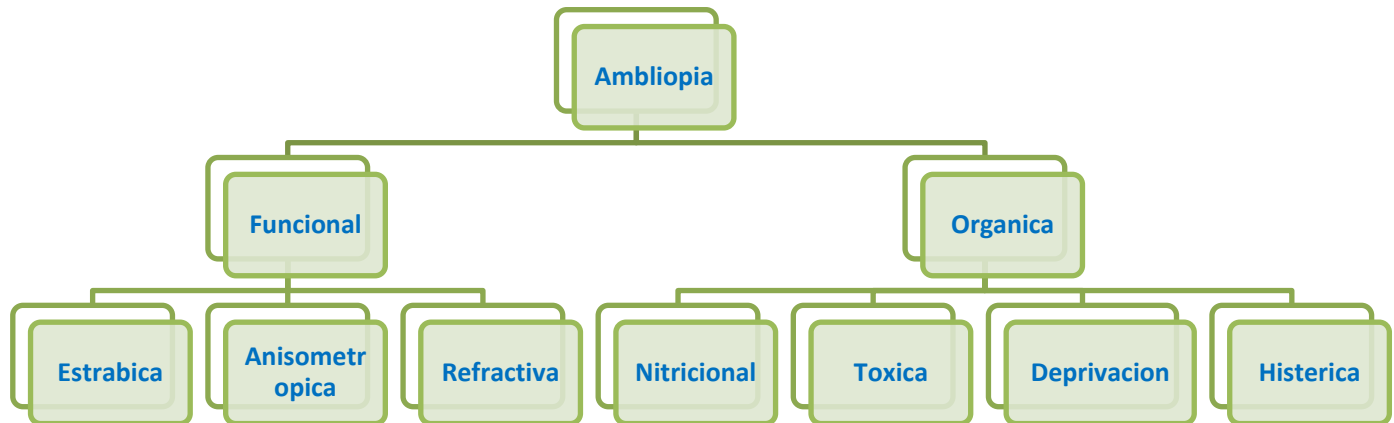 Ambliopia
Funcional
Organica
Estrabica
Anisometr
opica
Refractiva
Nitricional
Toxica
Deprivacion
Histerica